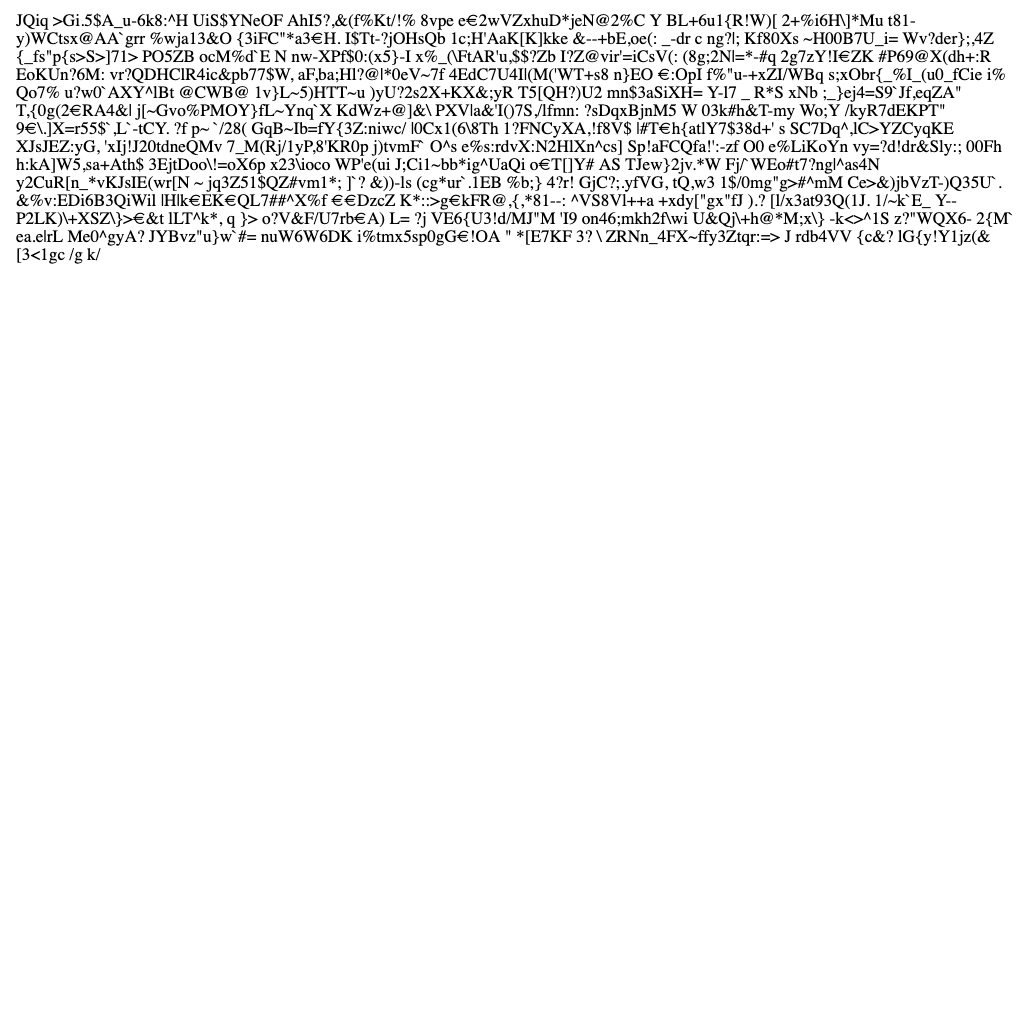 JQiq >Gi.5$A_u-6k8:^H UiS$YNeOF AhI5?,&(f%Kt/!% 8vpe e€2wVZxhuD*jeN@2%C Y BL+6u1{R!W)[ 2+%i6H\]*Mu t81-
y)WCtsx@AA`grr %wja13&O {3iFC"*a3€H. I$Tt-?jOHsQb 1c;H'AaK[K]kke &--+bE,oe(: _-dr c ng?|; Kf80Xs ~H00B7U_i= Wv?der};,4Z
{_fs"p{s>S>]71> PO5ZB ocM%d`E N nw-XPf$0:(x5}-I x%_(\FtAR'u,$$?Zb I?Z@vir'=iCsV(: (8g;2N|=*-#q 2g7zY!I€ZK #P69@X(dh+:R
EoKUn?6M: vr?QDHClR4ic&pb77$W, aF,ba;Hl?@|*0eV~7f 4EdC7U4I|(M('WT+s8 n}EO €:OpI f%"u-+xZI/WBq s;xObr{_%I_(u0_fCie i%
Qo7% u?w0`AXY^lBt @CWB@ 1v}L~5)HTT~u )yU?2s2X+KX&;yR T5[QH?)U2 mn$3aSiXH= Y-l7 _ R*S xNb ;_}ej4=S9`Jf,eqZA"
T,{0g(2€RA4&| j[~Gvo%PMOY}fL~Ynq`X KdWz+@]&\ PXV|a&'I()7S,/lfmn: ?sDqxBjnM5 W 03k#h&T-my Wo;Y /kyR7dEKPT"
9€\.]X=r55$`,L`-tCY. ?f p~ `/28( GqB~Ib=fY{3Z:niwc/ |0Cx1(6\8Th 1?FNCyXA,!f8V$ |#T€h{atlY7$38d+' s SC7Dq^,lC>YZCyqKE
XJsJEZ:yG, 'xIj!J20tdneQMv 7_M(Rj/1yP,8'KR0p j)tvmF` O^s e%s:rdvX:N2HlXn^cs] Sp!aFCQfa!':-zf O0 e%LiKoYn vy=?d!dr&Sly:; 00Fh
h:kA]W5,sa+Ath$ 3EjtDoo\!=oX6p x23\ioco WP'e(ui J;Ci1~bb*ig^UaQi o€T[]Y# AS TJew}2jv.*W Fj/`WEo#t7?ng|^as4N
y2CuR[n_*vKJsIE(wr[N ~ jq3Z51$QZ#vm1*; ]`? &))-ls (cg*ur`.1EB %b;} 4?r! GjC?;.yfVG, tQ,w3 1$/0mg"g>#^mM Ce>&)jbVzT-)Q35U`.
&%v:EDi6B3QiWil |H|k€EK€QL7##^X%f €€DzcZ K*::>g€kFR@,{,*81--: ^VS8Vl++a +xdy["gx"fJ ).? [l/x3at93Q(1J. 1/~k`E_ Y--
P2LK)\+XSZ\}>€&t lLT^k*, q }> o?V&F/U7rb€A) L= ?j VE6{U3!d/MJ"M 'I9 on46;mkh2f\wi U&Qj\+h@*M;x\} -k<>^1S z?"WQX6- 2{M`
ea.e|rL Me0^gyA? JYBvz"u}w`#= nuW6W6DK i%tmx5sp0gG€!OA " *[E7KF 3? \ ZRNn_4FX~ffy3Ztqr:=> J rdb4VV {c&? lG{y!Y1jz(&
[3<1gc /g k/